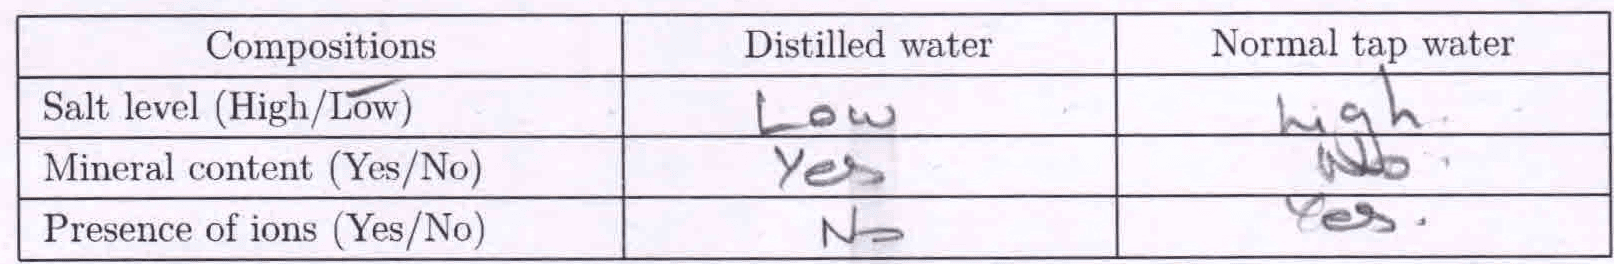 Compositions Distilled water Normal tap water
Salt level (High/Low) Low high.
Mineral content (Yes/No) Yes No.
Presence of ions (Yes/No) No Yes.